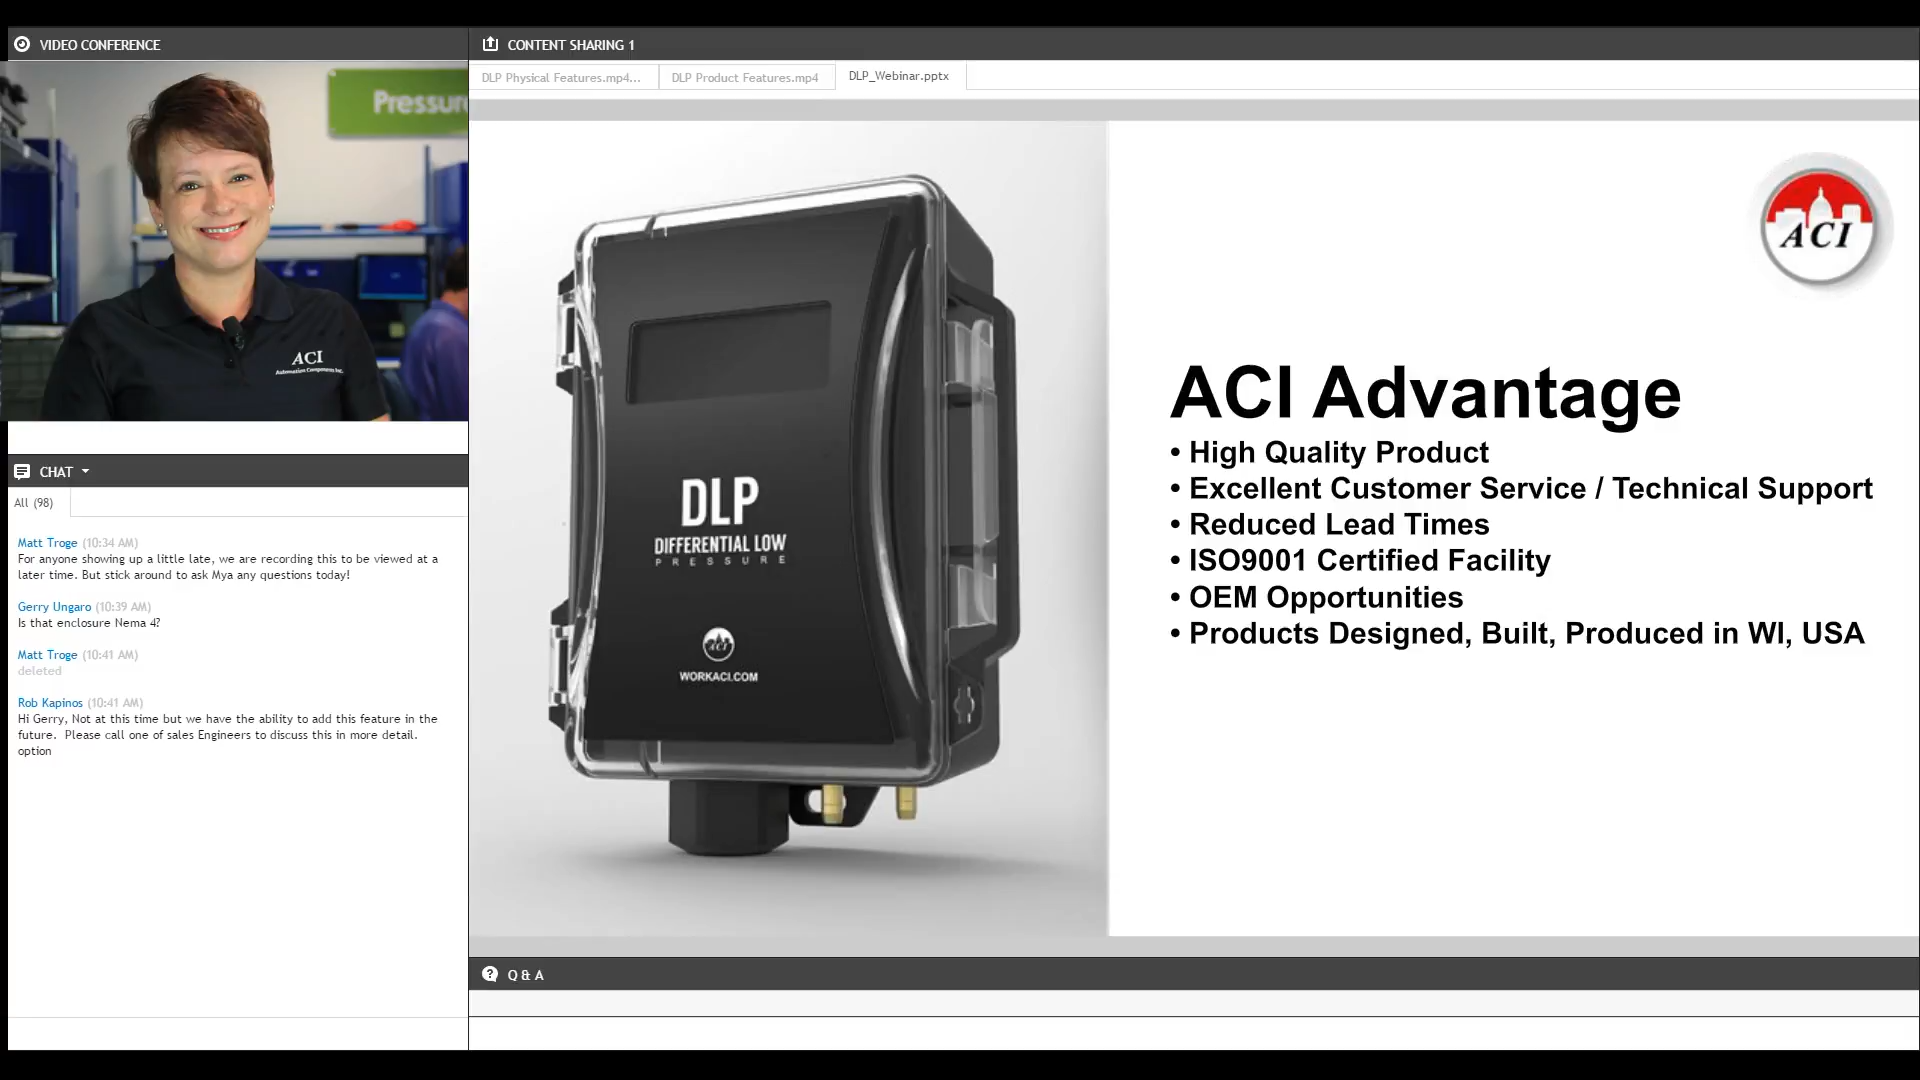 VIDEO CONFERENCE
Pressure
ACI
Automation Components Inc.
CHAT
All (98)
Matt Troge (10:34 AM)
For anyone showing up a little late, we are recording this to be viewed at a
later time. But stick around to ask Mya any questions today!
Gerry Ungaro (10:39 AM)
Is that enclosure Nema 4?
Matt Troge (10:41 AM)
deleted
Rob Kapinos (10:41 AM)
Hi Gerry, Not at this time but we have the ability to add this feature in the
future.  Please call one of sales Engineers to discuss this in more detail.
option
CONTENT SHARING 1
DLP Physical Features.mp4...
DLP Product Features.mp4
DLP_Webinar.pptx
DLP
DIFFERENTIAL LOW
PRESSURE
ACI
WORKACI.COM
ACI
ACI Advantage
• High Quality Product
• Excellent Customer Service / Technical Support
• Reduced Lead Times
• ISO9001 Certified Facility
• OEM Opportunities
• Products Designed, Built, Produced in WI, USA
Q & A